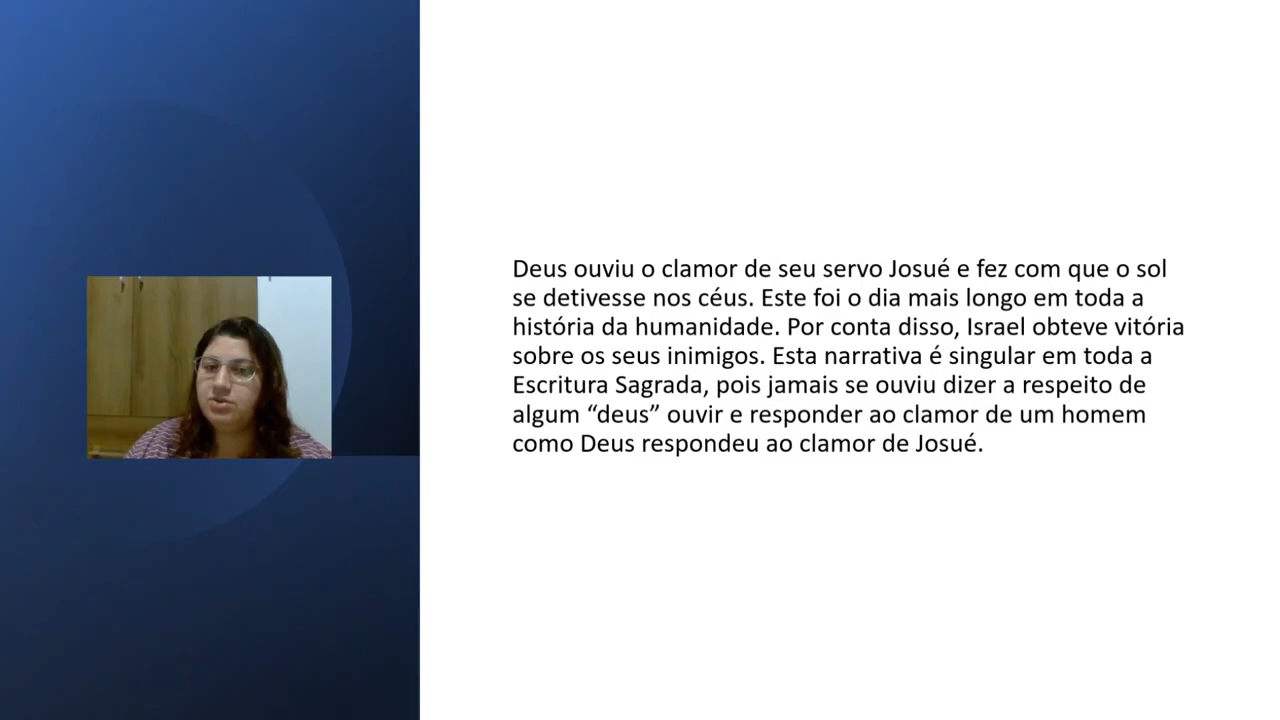 Deus ouviu o clamor de seu servo Josué e fez com que o sol
se detivesse nos céus. Este foi o dia mais longo em toda a
história da humanidade. Por conta disso, Israel obteve vitória
sobre os seus inimigos. Esta narrativa é singular em toda a
Escritura Sagrada, pois jamais se ouviu dizer a respeito de
algum “deus” ouvir e responder ao clamor de um homem
como Deus respondeu ao clamor de Josué.